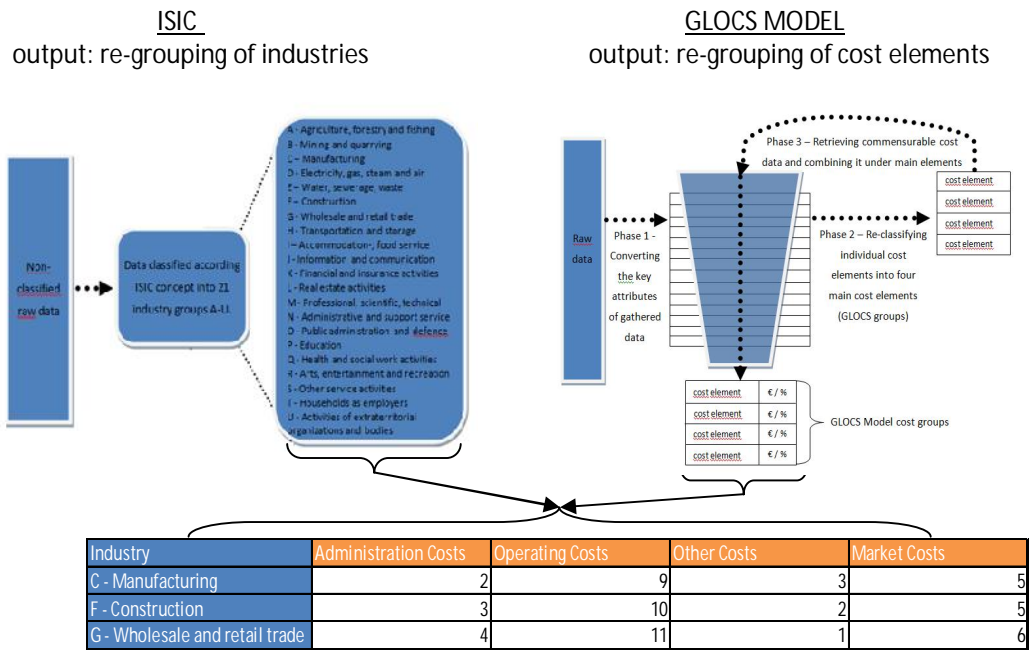 ISIC
output: re-grouping of industries
GLOCS MODEL
output: re-grouping of cost elements
Non-
classified
raw data
Data classified according
ISIC concept into 21
industry groups A-U.
A - Agriculture, forestry and fishing
B - Mining and quarrying
C – Manufacturing
D - Electricity, gas, steam and air
E – Water, sewerage, waste
F – Construction
G - Wholesale and retail trade
H - Transportation and storage
I – Accommodation-, food service
J - Information and communication
K - Financial and insurance activities
L - Real estate activities
M - Professional, scientific, technical
N - Administrative and support service
O - Public administration and defence
P - Education
Q - Health and social work activities
R - Arts, entertainment and recreation
S - Other service activities
T - Households as employers
U - Activities of extraterritorial
organizations and bodies
Raw
data
Phase 1 -
Converting
the key
attributes
of gathered
data
Phase 3 – Retrieving commensurable cost
data and combining it under main elements
cost element
cost element
cost element
cost element
Phase 2 – Re-classifying
individual cost
elements into four
main cost elements
(GLOCS groups)
cost element € / %
cost element € / %
cost element € / %
cost element € / %
GLOCS Model cost groups
Industry Administration Costs Operating Costs Other Costs Market Costs
C - Manufacturing 2 9 3 5
F - Construction 3 10 2 5
G - Wholesale and retail trade 4 11 1 6